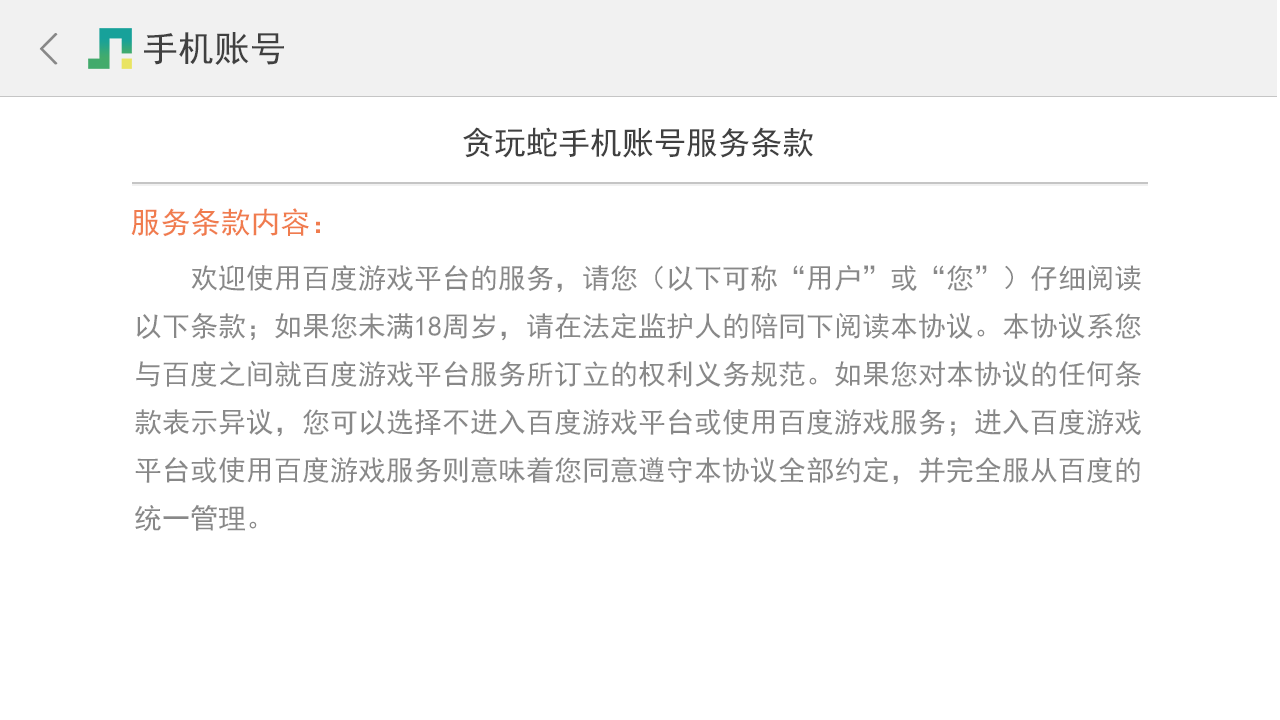 手机账号
贪玩蛇手机账号服务条款
服务条款内容：
欢迎使用百度游戏平台的服务，请您（以下可称“用户”或“您”）仔细阅读
以下条款；如果您未满18周岁，请在法定监护人的陪同下阅读本协议。本协议系您
与百度之间就百度游戏平台服务所订立的权利义务规范。如果您对本协议的任何条
款表示异议，您可以选择不进入百度游戏平台或使用百度游戏服务；进入百度游戏
平台或使用百度游戏服务则意味着您同意遵守本协议全部约定，并完全服从百度的
统一管理。